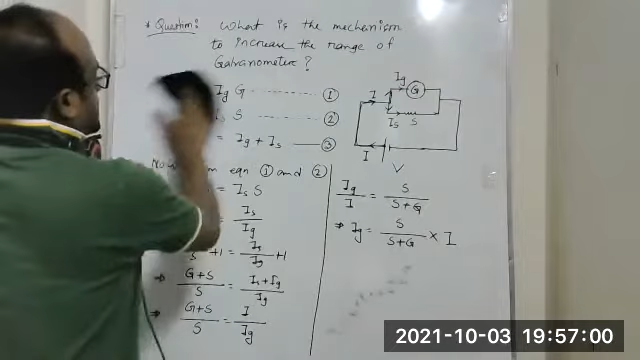 * Question: What is the mechanism
to increase the range of
Galvanometer?
Ig G -------- ①
S -------- ②
= Ig + Is —— ③
eqn ① and ②
= Is S
Is / Ig
+1 = Is / Ig + 1
⇒ G+S / S = Is+Ig / Ig
⇒ G+S / S = I / Ig
Ig
G
I
Is
S
I
V
Ig / I = S / S+G
⇒ Ig = S / S+G × I
2021-10-03 19:57:00